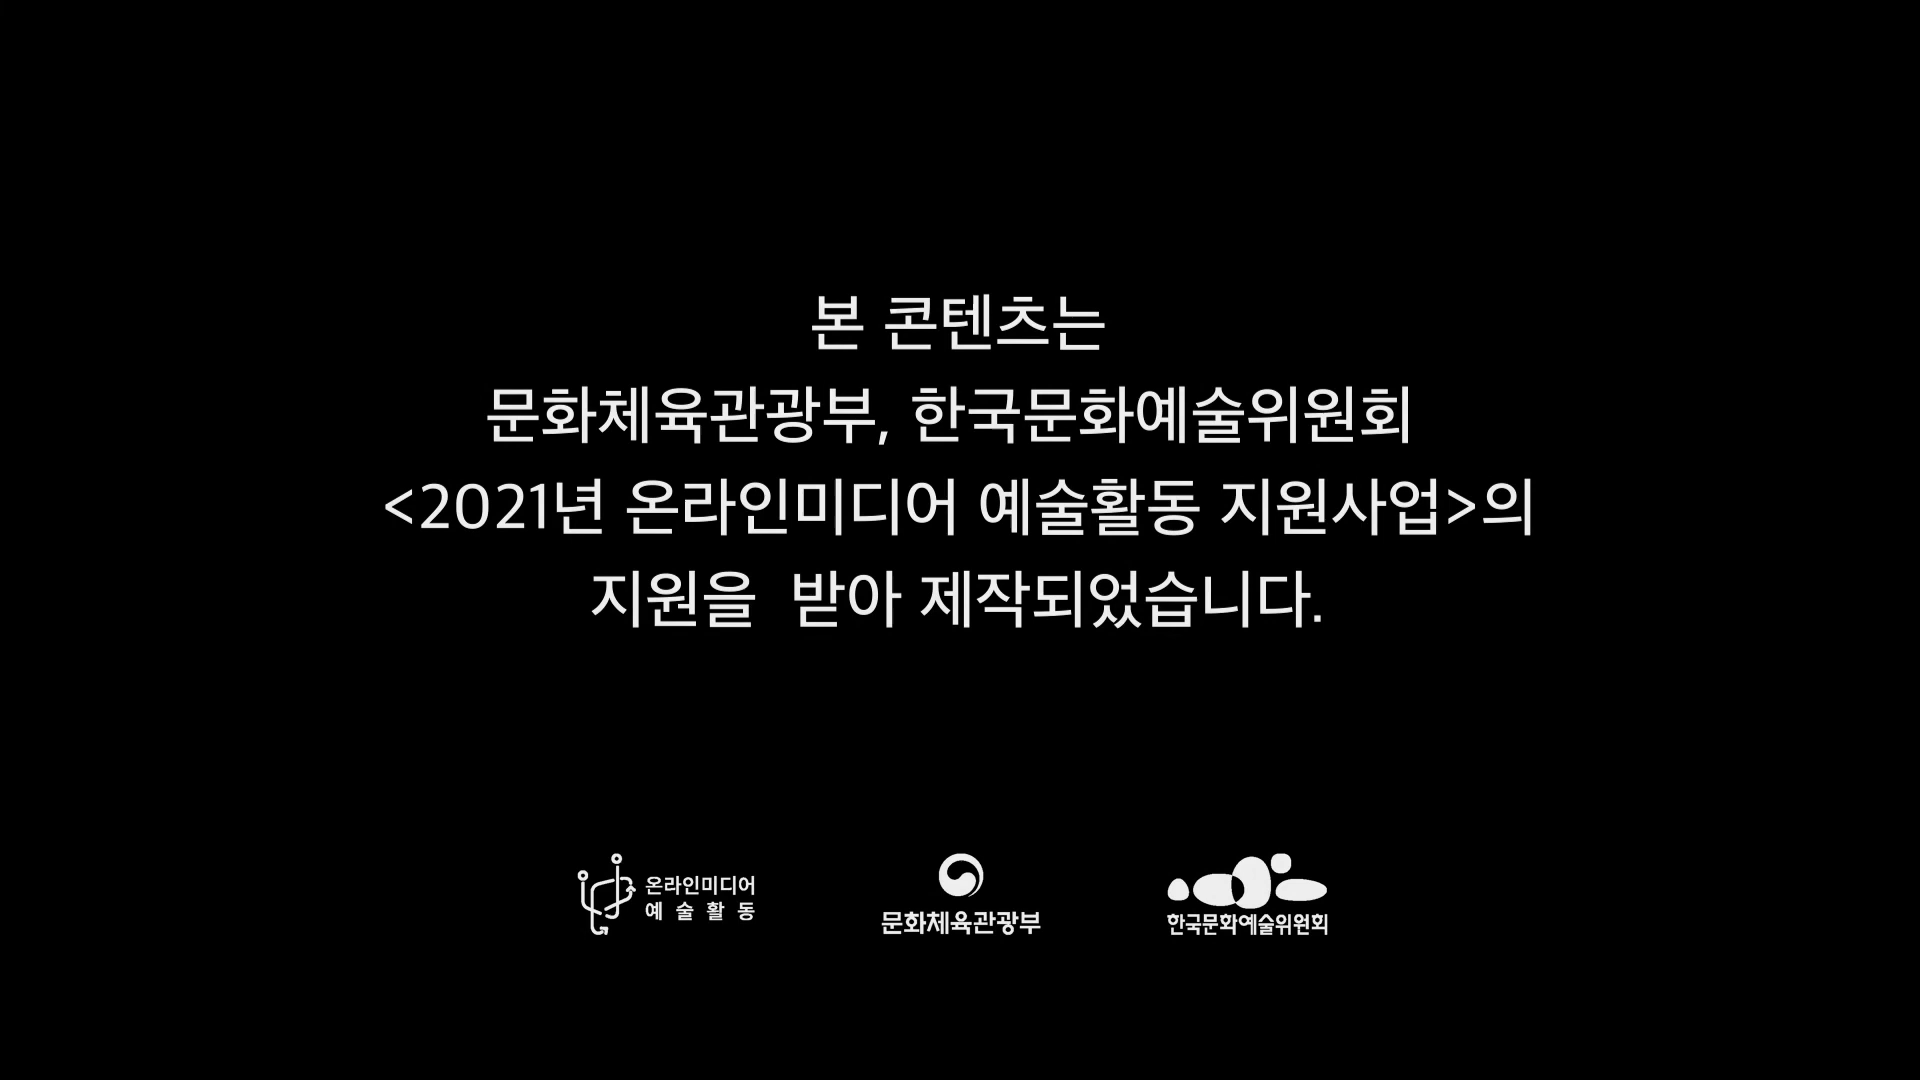 본 콘텐츠는
문화체육관광부, 한국문화예술위원회
<2021년 온라인미디어 예술활동 지원사업>의
지원을 받아 제작되었습니다.
온라인미디어
예 술 활 동
문화체육관광부
한국문화예술위원회